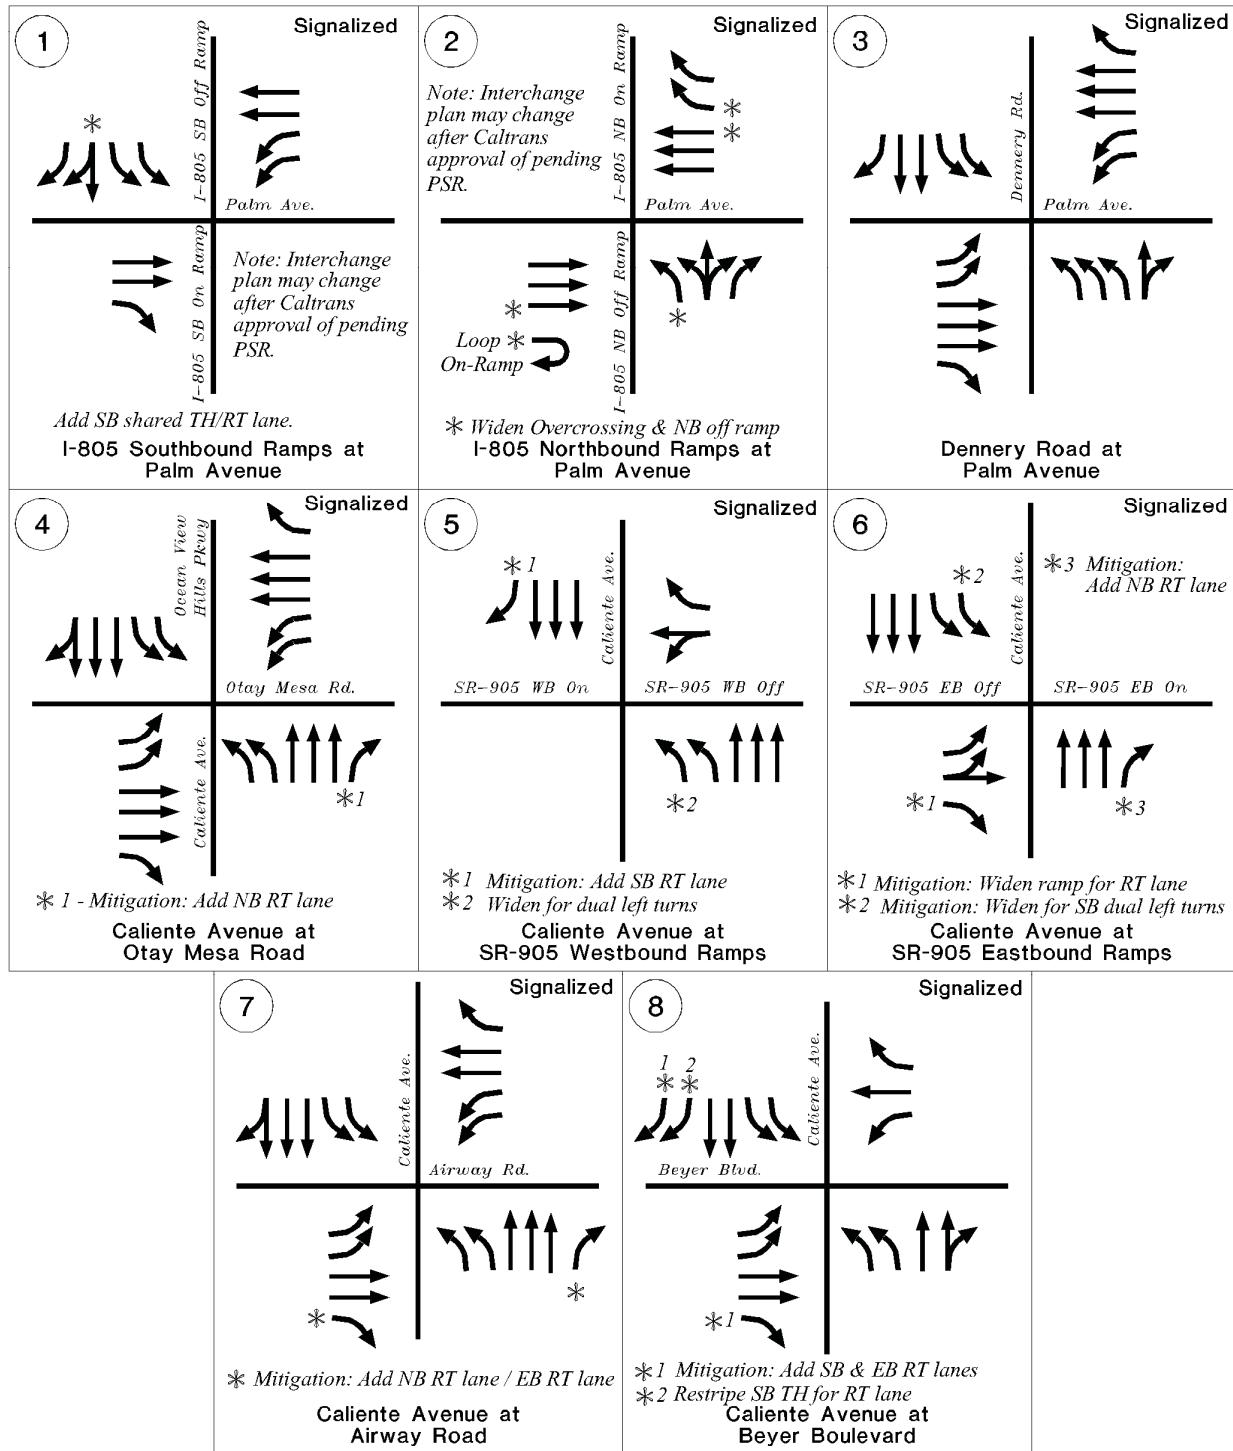 1
Signalized
I-805 SB Off Ramp
✻
Palm Ave.
I-805 SB On Ramp
Note: Interchange
plan may change
after Caltrans
approval of pending
PSR.
Add SB shared TH/RT lane.
I-805 Southbound Ramps at
Palm Avenue
2
Signalized
Note: Interchange
plan may change
after Caltrans
approval of pending
PSR.
I-805 NB On Ramp
✻
✻
Palm Ave.
I-805 NB Off Ramp
✻
✻
Loop ✻
On-Ramp
✻ Widen Overcrossing & NB off ramp
I-805 Northbound Ramps at
Palm Avenue
3
Signalized
Dennery Rd.
Palm Ave.
Dennery Road at
Palm Avenue
4
Signalized
Ocean View
Hills Pkwy
Otay Mesa Rd.
Caliente Ave.
✻1
✻ 1 - Mitigation: Add NB RT lane
Caliente Avenue at
Otay Mesa Road
5
Signalized
✻ 1
Caliente Ave.
SR-905 WB On
SR-905 WB Off
✻2
✻1 Mitigation: Add SB RT lane
✻2 Widen for dual left turns
Caliente Avenue at
SR-905 Westbound Ramps
6
Signalized
✻2
Caliente Ave.
✻3 Mitigation:
Add NB RT lane
SR-905 EB Off
SR-905 EB On
✻1
✻3
✻1 Mitigation: Widen ramp for RT lane
✻2 Mitigation: Widen for SB dual left turns
Caliente Avenue at
SR-905 Eastbound Ramps
7
Signalized
Caliente Ave.
Airway Rd.
✻
✻
✻ Mitigation: Add NB RT lane / EB RT lane
Caliente Avenue at
Airway Road
8
Signalized
1 2
✻ ✻
Caliente Ave.
Beyer Blvd.
✻1
✻1 Mitigation: Add SB & EB RT lanes
✻2 Restripe SB TH for RT lane
Caliente Avenue at
Beyer Boulevard